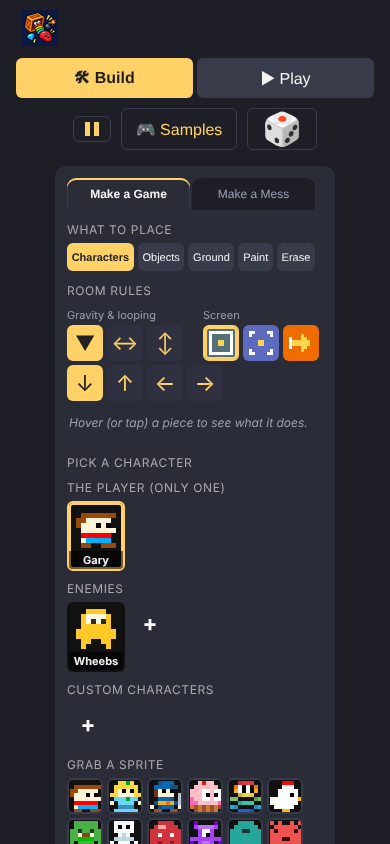 Build
Play
Samples
Make a Game
Make a Mess
WHAT TO PLACE
Characters
Objects
Ground
Paint
Erase
ROOM RULES
Gravity & looping
Screen
Hover (or tap) a piece to see what it does.
PICK A CHARACTER
THE PLAYER (ONLY ONE)
Gary
ENEMIES
Wheebs
+
CUSTOM CHARACTERS
+
GRAB A SPRITE